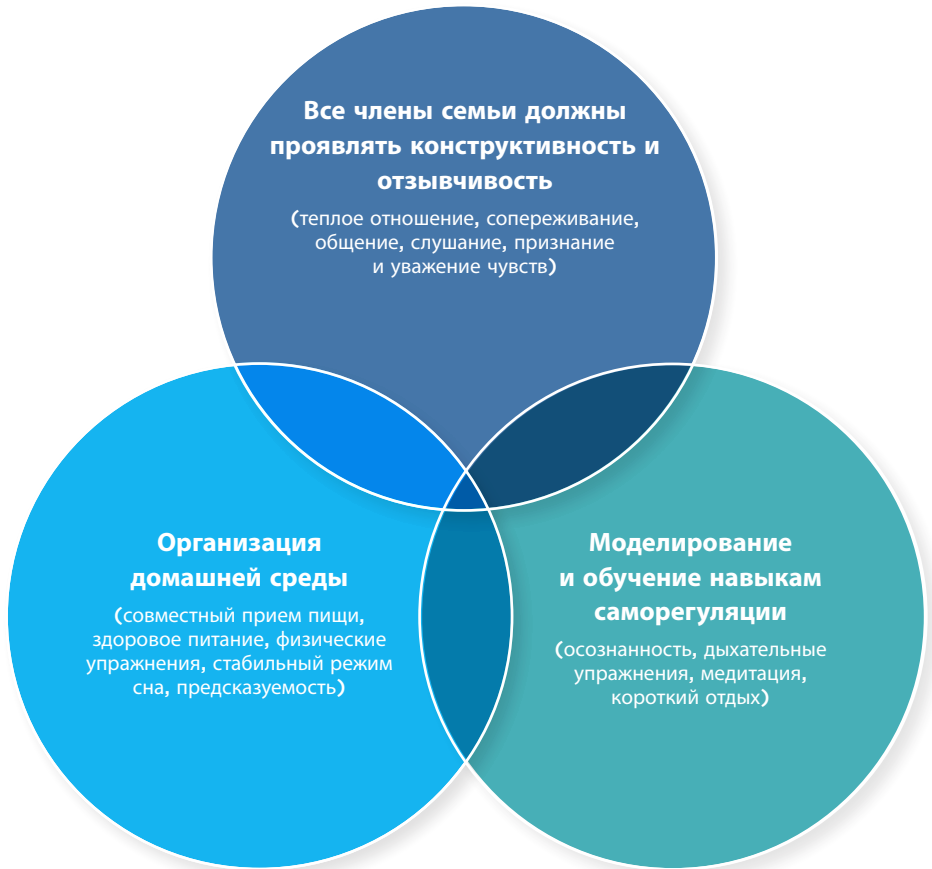 Все члены семьи должны
проявлять конструктивность и
отзывчивость
(теплое отношение, сопереживание,
общение, слушание, признание
и уважение чувств)
Организация
домашней среды
(совместный прием пищи,
здоровое питание, физические
упражнения, стабильный режим
сна, предсказуемость)
Моделирование
и обучение навыкам
саморегуляции
(осознанность, дыхательные
упражнения, медитация,
короткий отдых)